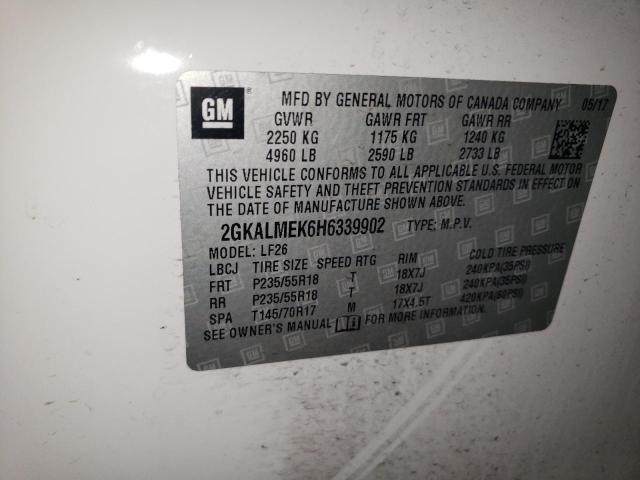 GM MFD BY GENERAL MOTORS OF CANADA COMPANY 05/17
GVWR GAWR FRT GAWR RR
2250 KG 1175 KG 1240 KG
4960 LB 2590 LB 2733 LB
THIS VEHICLE CONFORMS TO ALL APPLICABLE U.S. FEDERAL MOTOR
VEHICLE SAFETY AND THEFT PREVENTION STANDARDS IN EFFECT ON
THE DATE OF MANUFACTURE SHOWN ABOVE.
2GKALMEK6H6339902 TYPE: M.P.V.
MODEL: LF26
LBCJ TIRE SIZE SPEED RTG RIM COLD TIRE PRESSURE
FRT P235/55R18 T 18X7J 240KPA(35PSI)
RR P235/55R18 T 18X7J 240KPA(35PSI)
SPA T145/70R17 M 17X4.5T 420KPA(60PSI)
SEE OWNER'S MANUAL FOR MORE INFORMATION.